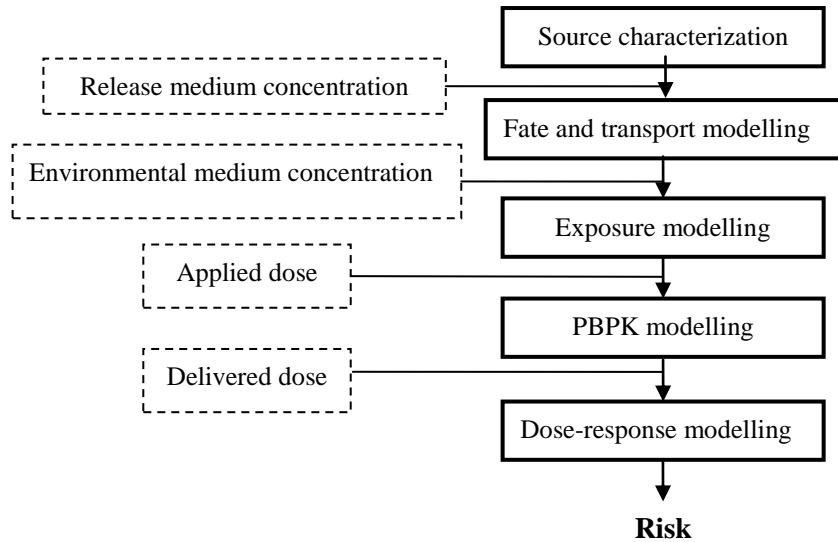 Source characterization
Release medium concentration
Fate and transport modelling
Environmental medium concentration
Exposure modelling
Applied dose
PBPK modelling
Delivered dose
Dose-response modelling
Risk